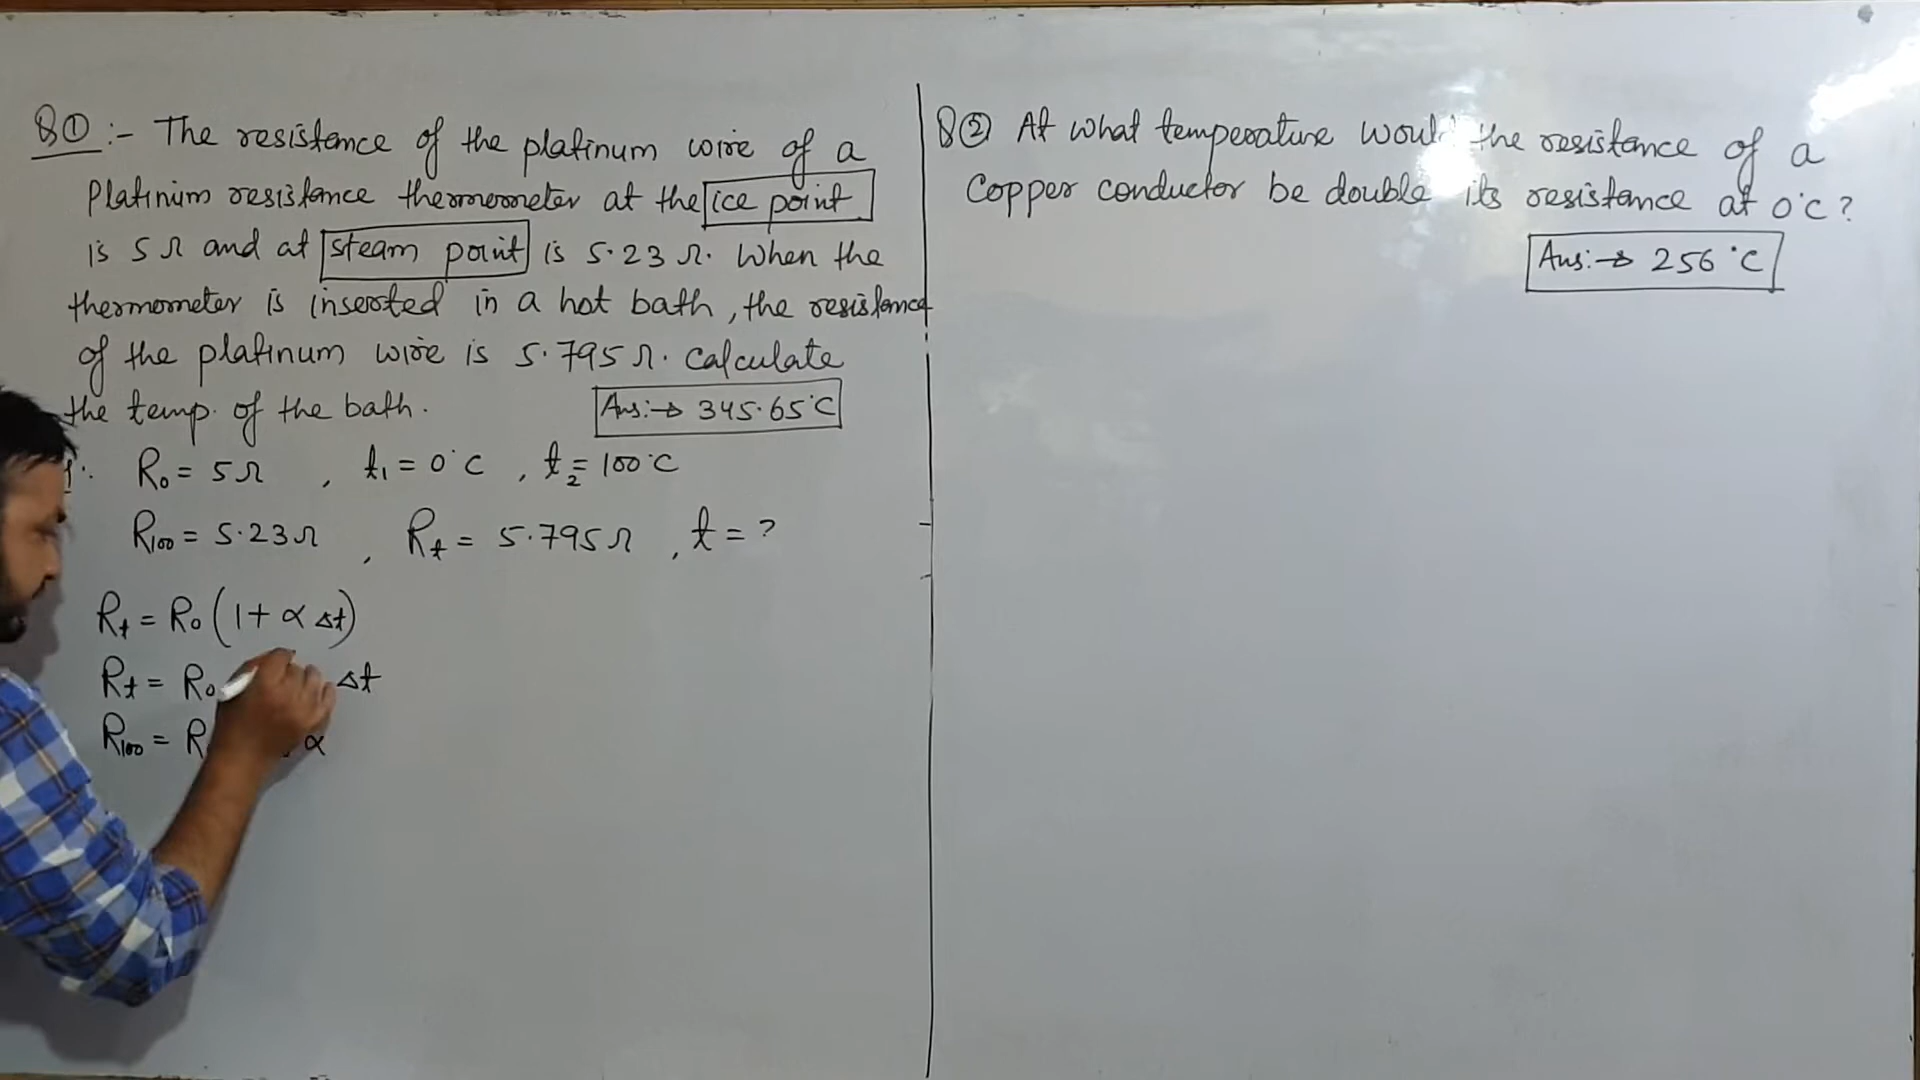 Q①:- The resistance of the platinum wire of a
Platinum resistance thermometer at the ice point
is 5 Ω and at steam point is 5.23 Ω. When the
thermometer is inserted in a hot bath, the resistance
of the platinum wire is 5.795 Ω. Calculate
the temp. of the bath.
Ans:→ 345.65°C
R₀ = 5Ω , t₁ = 0°C , t₂ = 100°C
R₁₀₀ = 5.23Ω , Rt = 5.795Ω , t = ?
Rt = R₀ (1 + α Δt)
Rt = R₀ Δt
R₁₀₀ = R α
Q② At what temperature would the resistance of a
Copper conductor be double its resistance at 0°C?
Ans:→ 256°C